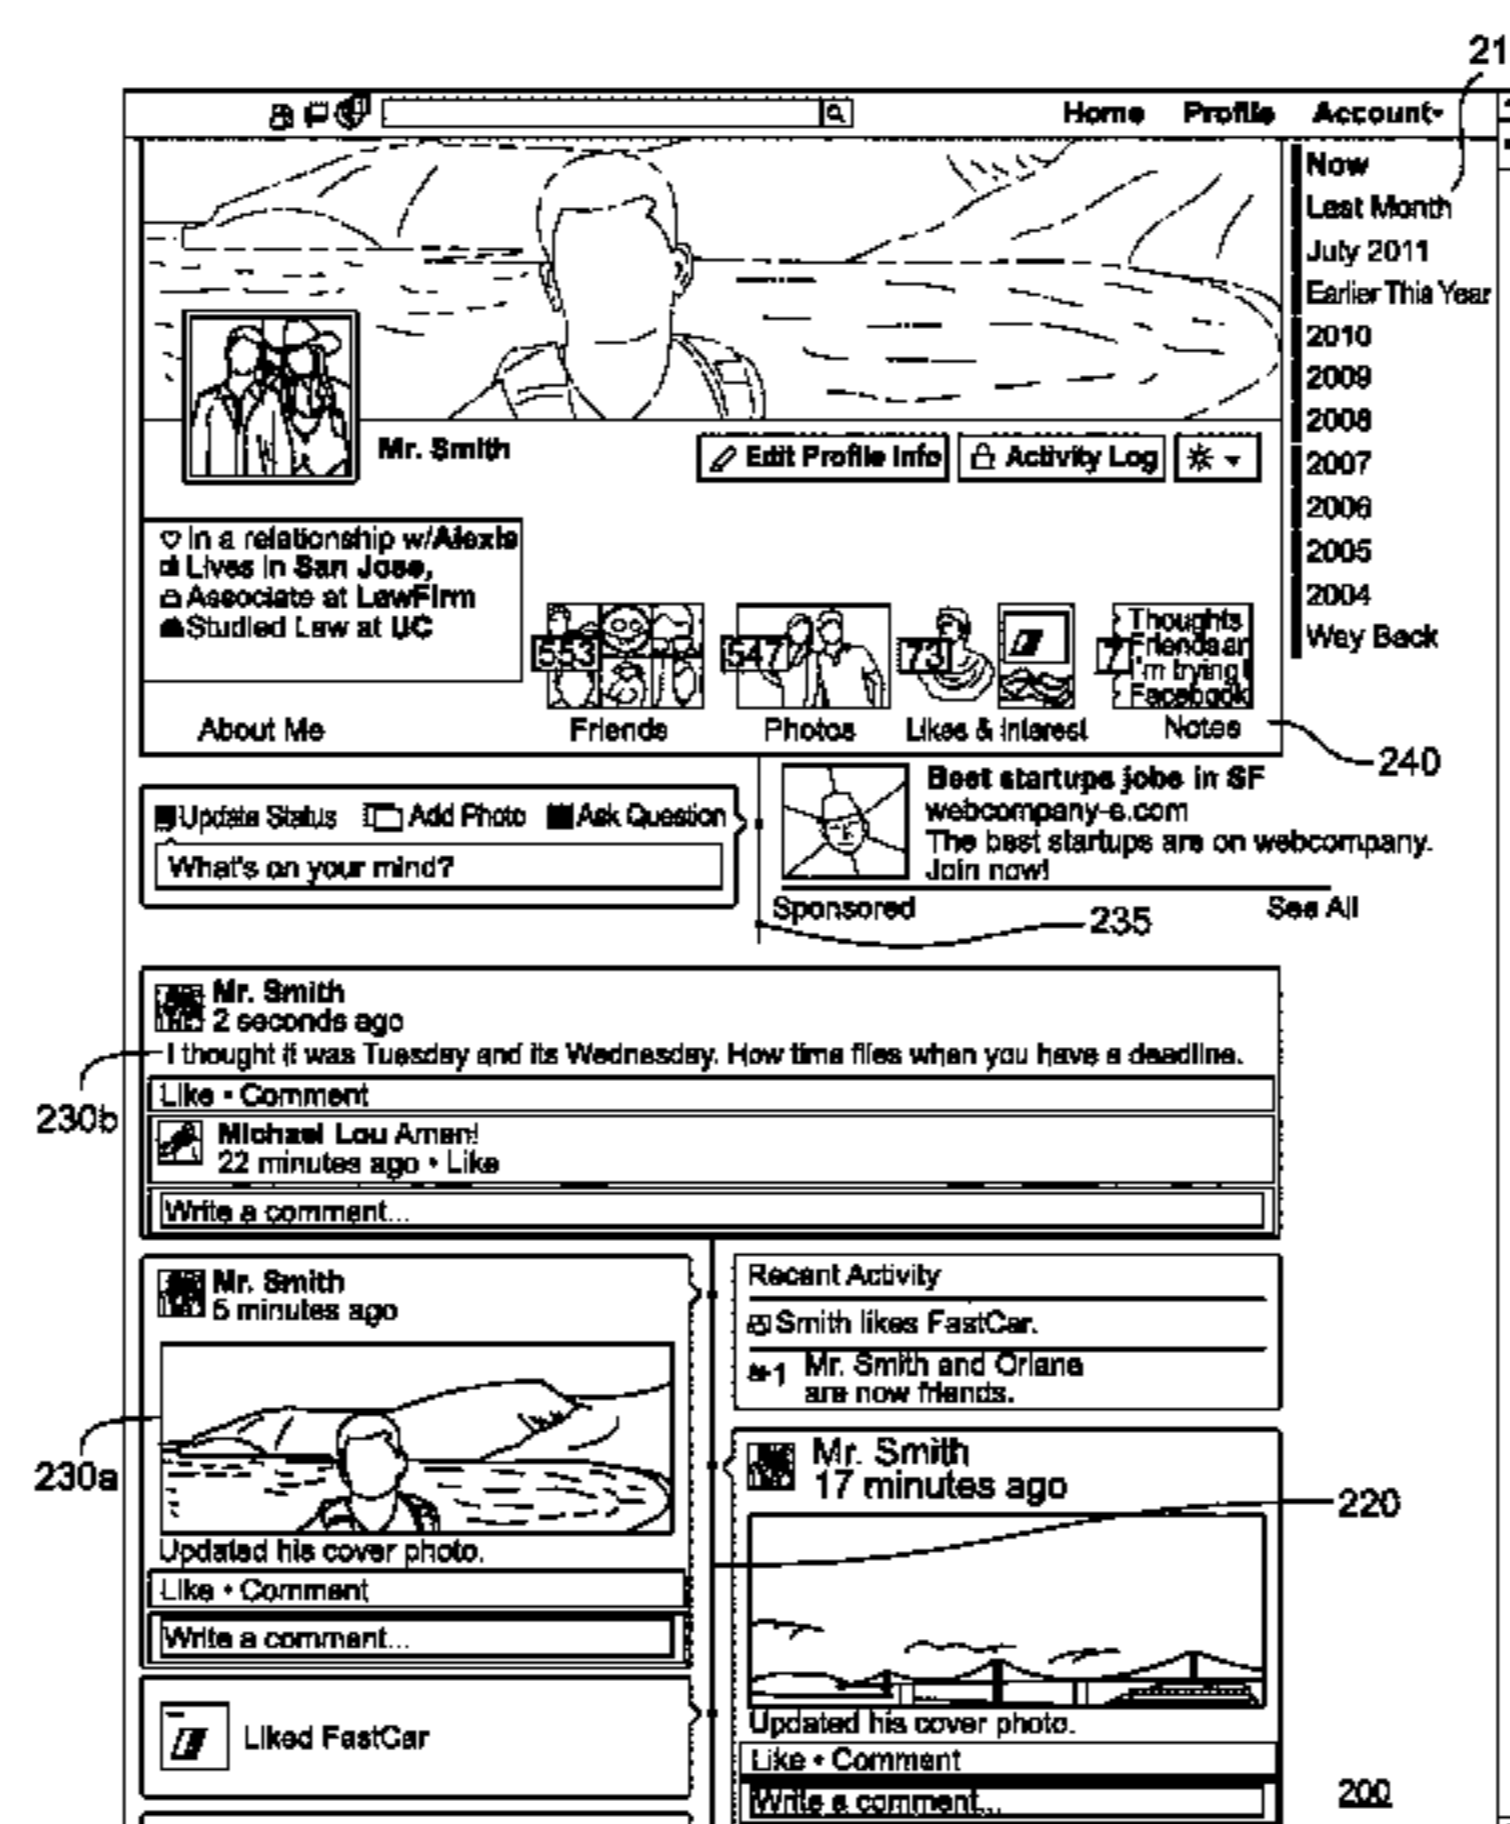 21
Home Profile Account
Now
Last Month
July 2011
Earlier This Year
2010
2009
2008
2007
2006
2005
2004
Way Back
Mr. Smith
Edit Profile Info
Activity Log
In a relationship w/Alexis
Lives in San Jose,
Associate at LawFirm
Studied Law at UC
About Me
553
Friends
547
Photos
73
Likes & Interest
7
Thoughts
Friends an
I'm trying
Facebook
Notes
240
Update Status Add Photo Ask Question
What's on your mind?
Best startups jobs in SF
webcompany-e.com
The best startups are on webcompany.
Join now!
Sponsored See All
235
Mr. Smith
2 seconds ago
I thought it was Tuesday and its Wednesday. How time flies when you have a deadline.
230b
Like • Comment
Michael Lou Amen!
22 minutes ago • Like
Write a comment...
Mr. Smith
5 minutes ago
230a
Updated his cover photo.
Like • Comment
Write a comment...
Liked FastCar
Recent Activity
Smith likes FastCar.
+1 Mr. Smith and Oriana
are now friends.
Mr. Smith
17 minutes ago
220
Updated his cover photo.
Like • Comment
Write a comment...
200